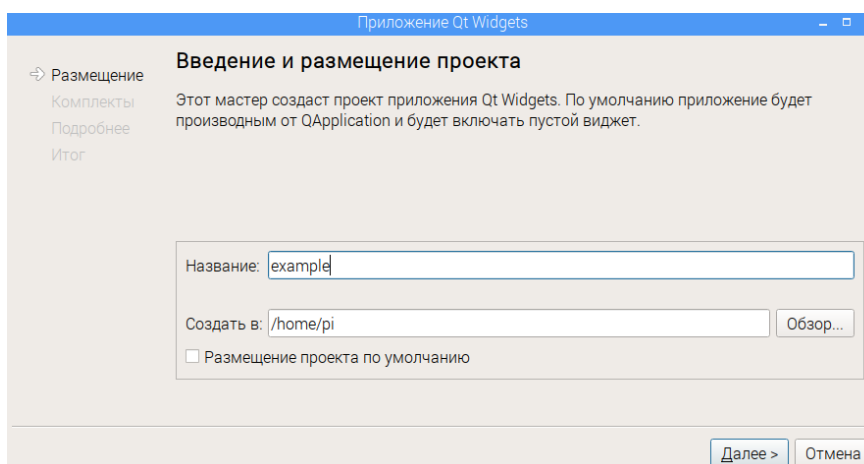 Приложение Qt Widgets
Размещение
Комплекты
Подробнее
Итог
Введение и размещение проекта
Этот мастер создаст проект приложения Qt Widgets. По умолчанию приложение будет
производным от QApplication и будет включать пустой виджет.
Название: example
Создать в: /home/pi Обзор...
Размещение проекта по умолчанию
Далее > Отмена